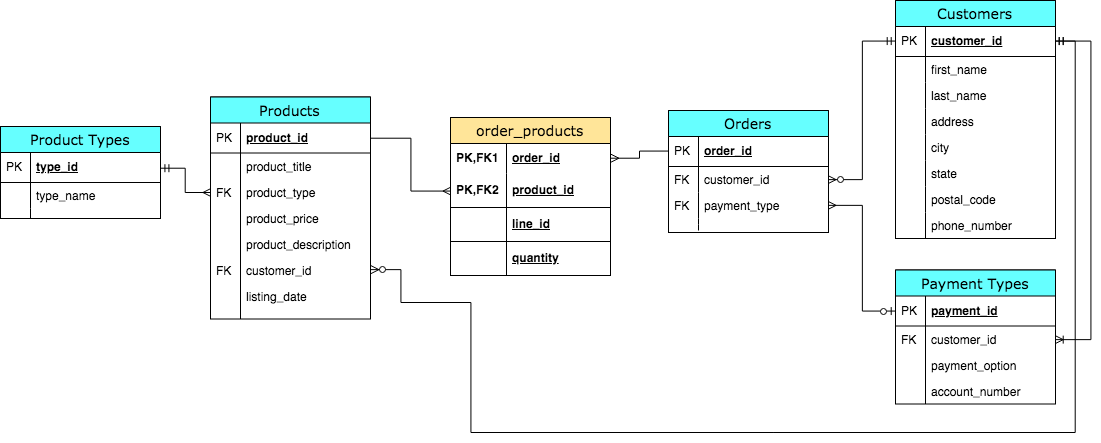 Product Types
PK type_id
type_name
Products
PK product_id
product_title
FK product_type
product_price
product_description
FK customer_id
listing_date
order_products
PK,FK1 order_id
PK,FK2 product_id
line_id
quantity
Orders
PK order_id
FK customer_id
FK payment_type
Customers
PK customer_id
first_name
last_name
address
city
state
postal_code
phone_number
Payment Types
PK payment_id
FK customer_id
payment_option
account_number